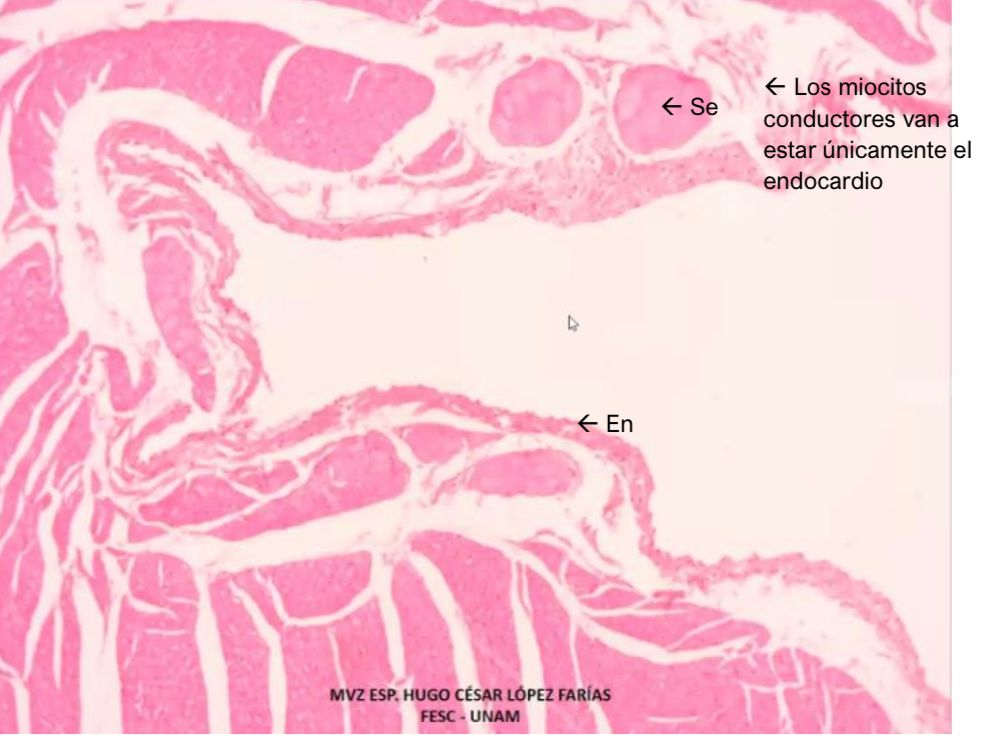 ← Los miocitos
conductores van a
estar únicamente el
endocardio
← Se
← En
MVZ ESP. HUGO CÉSAR LÓPEZ FARÍAS
FESC - UNAM